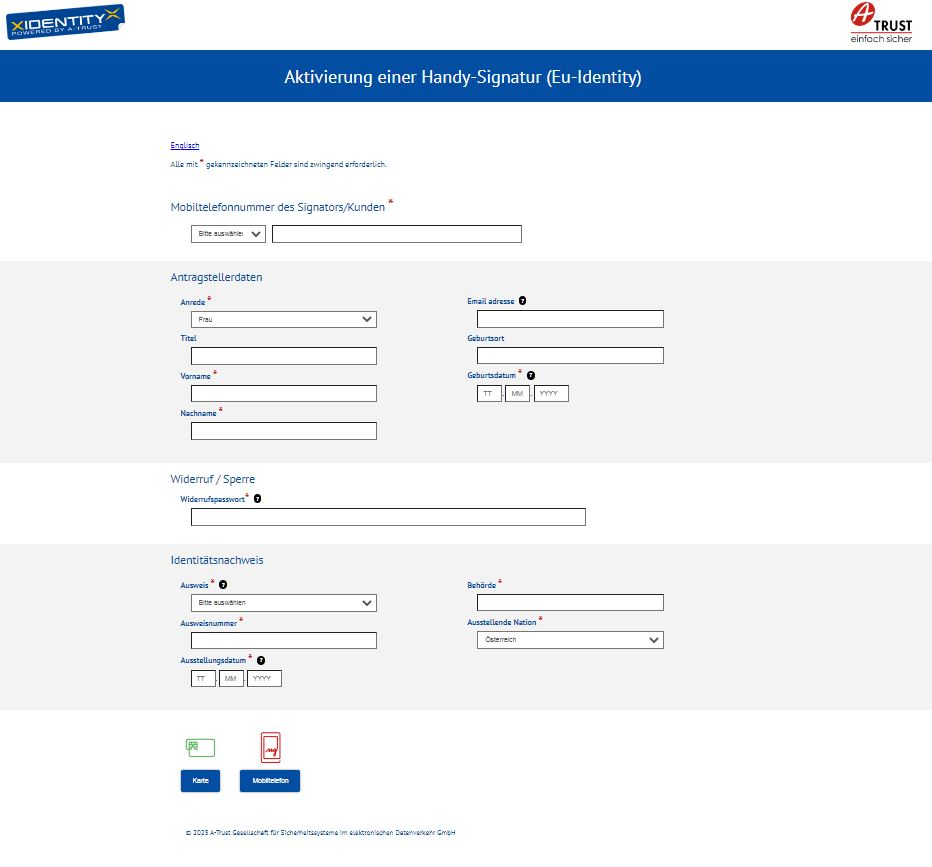 XIDENTITY
POWERED BY A-TRUST
A TRUST
einfach sicher
Aktivierung einer Handy-Signatur (Eu-Identity)
Englisch
Alle mit * gekennzeichneten Felder sind zwingend erforderlich.
Mobiltelefonnummer des Signators/Kunden *
Bitte auswählen
Antragstellerdaten
Anrede *
Frau
Titel
Vorname *
Nachname *
Email adresse ?
Geburtsort
Geburtsdatum * ?
TT . MM . YYYY
Widerruf / Sperre
Widerrufspasswort* ?
Identitätsnachweis
Ausweis * ?
Bitte auswählen
Ausweisnummer *
Ausstellungsdatum * ?
TT . MM . YYYY
Behörde *
Ausstellende Nation *
Österreich
Karte
Mobiltelefon
© 2023 A-Trust Gesellschaft für Sicherheitssysteme im elektronischen Datenverkehr GmbH